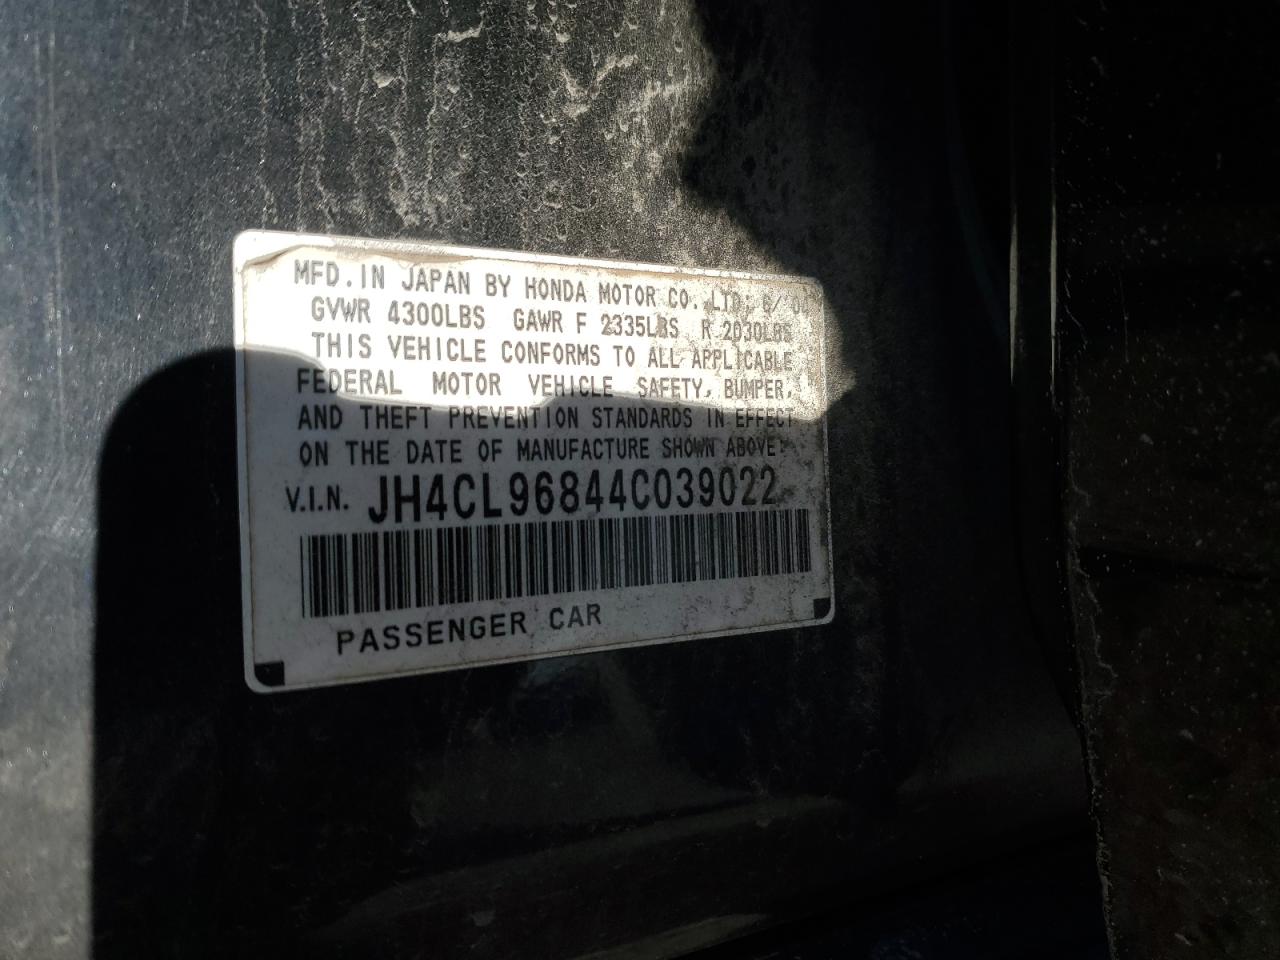 MFD. IN JAPAN BY HONDA MOTOR CO., LTD.
GVWR 4300LBS GAWR F 2335LBS R 2030LBS
THIS VEHICLE CONFORMS TO ALL APPLICABLE
FEDERAL MOTOR VEHICLE SAFETY, BUMPER,
AND THEFT PREVENTION STANDARDS IN EFFECT
ON THE DATE OF MANUFACTURE SHOWN ABOVE.
V.I.N. JH4CL96844C039022
PASSENGER CAR